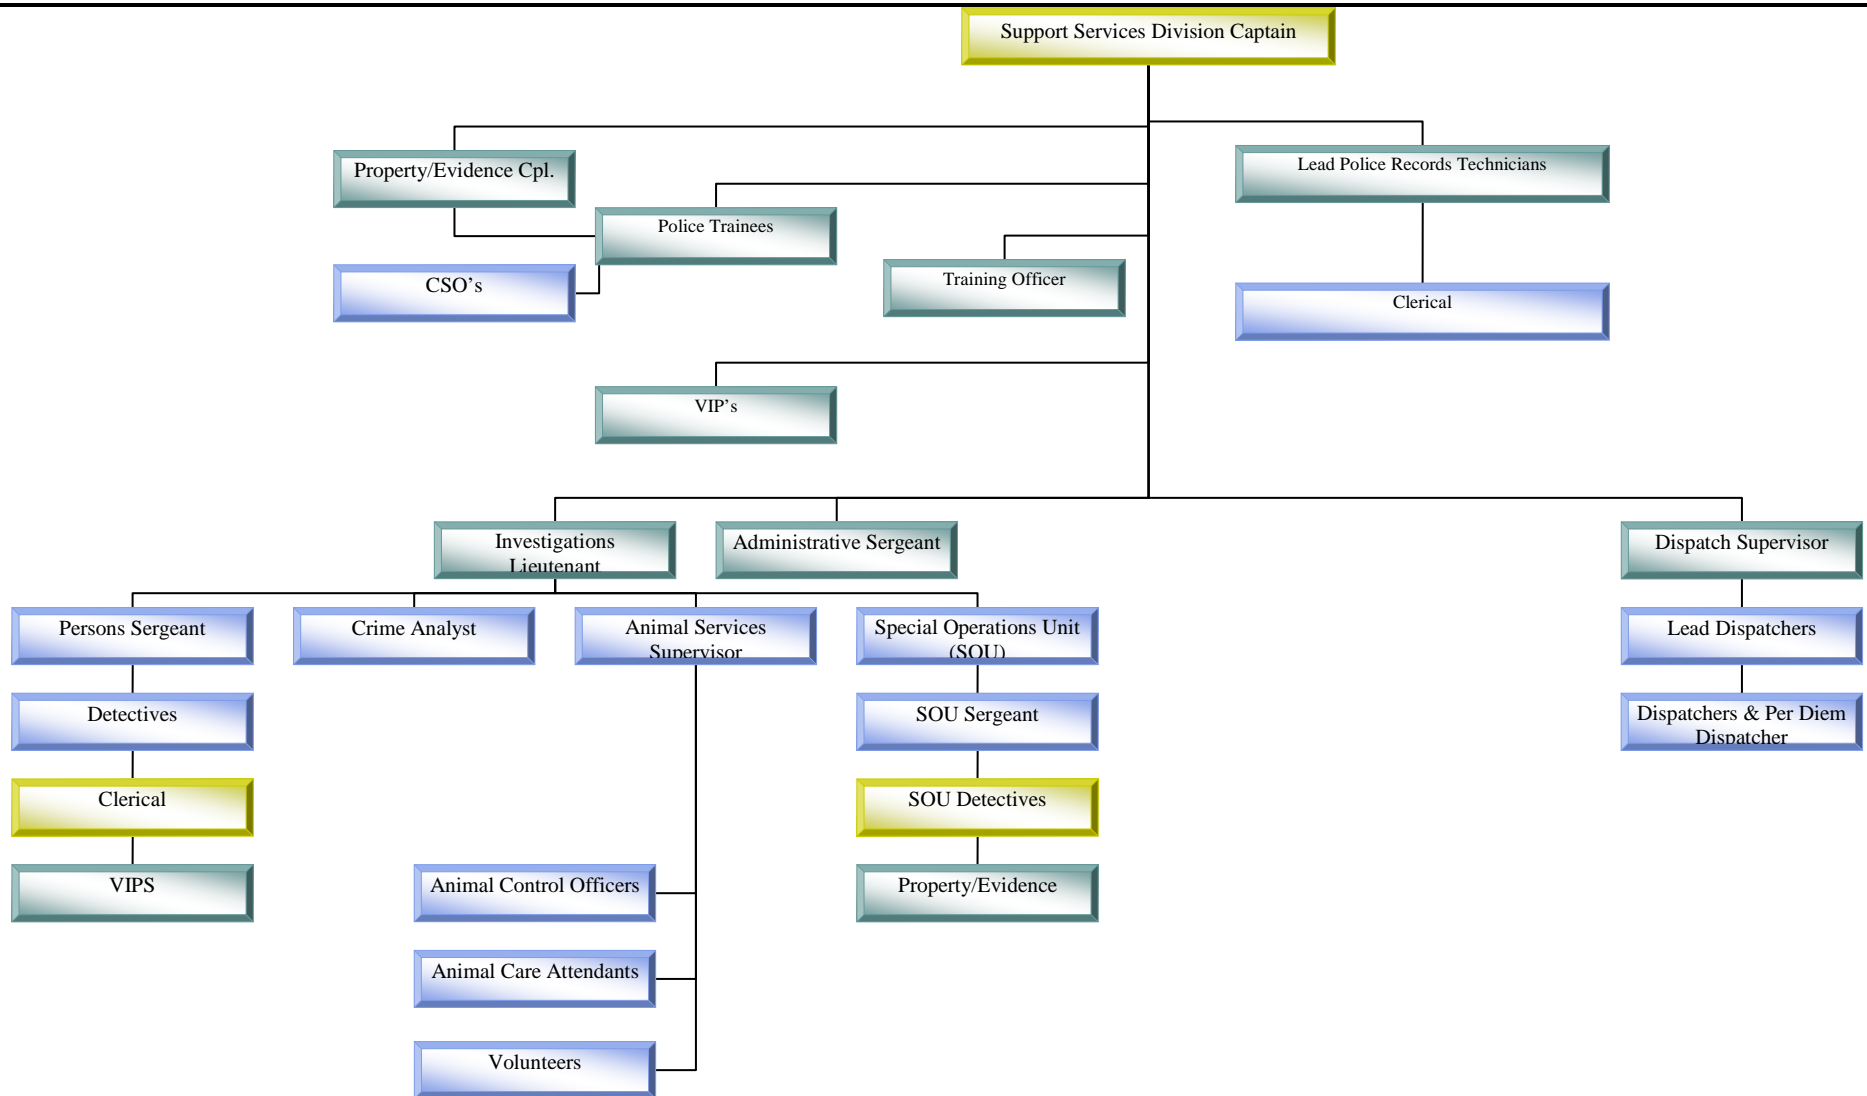 Support Services Division Captain
Property/Evidence Cpl.
Lead Police Records Technicians
Police Trainees
CSO's
Training Officer
Clerical
VIP's
Investigations
Lieutenant
Administrative Sergeant
Dispatch Supervisor
Persons Sergeant
Crime Analyst
Animal Services
Supervisor
Special Operations Unit
(SOU)
Lead Dispatchers
Detectives
SOU Sergeant
Dispatchers & Per Diem
Dispatcher
Clerical
SOU Detectives
VIPS
Animal Control Officers
Property/Evidence
Animal Care Attendants
Volunteers